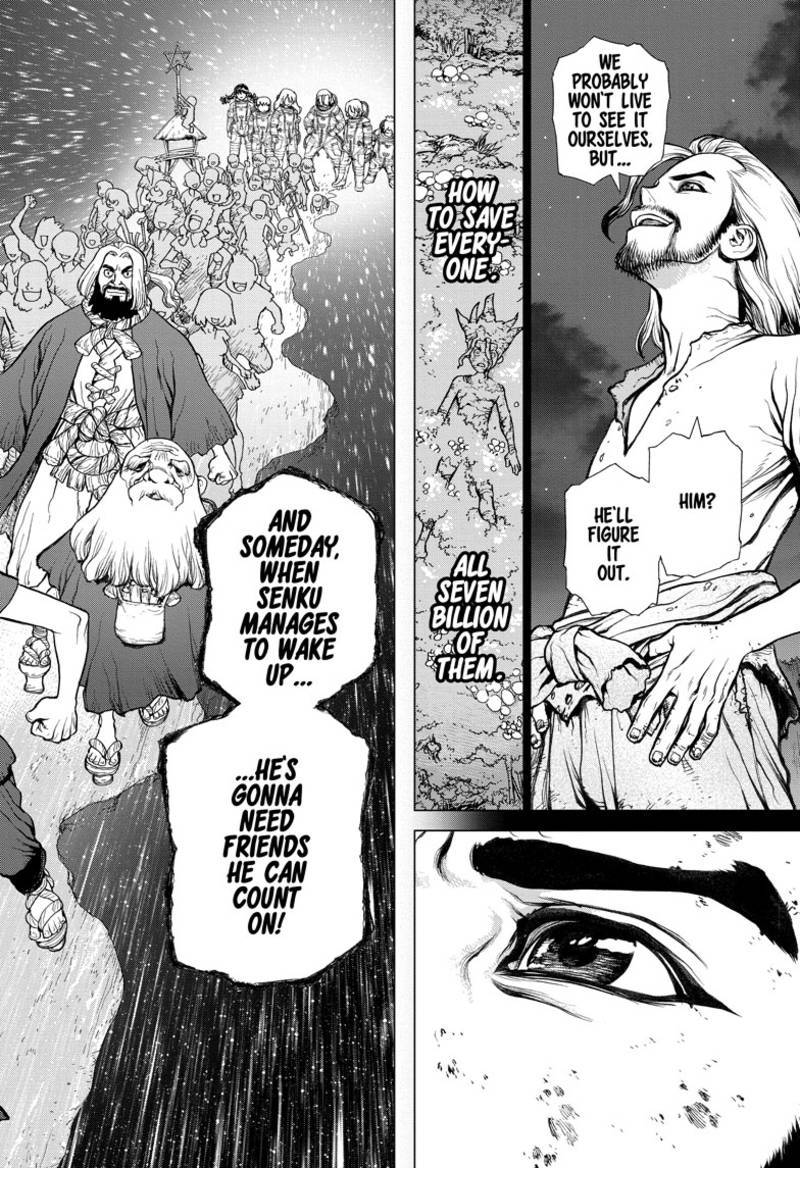 WE
PROBABLY
WON'T LIVE
TO SEE IT
OURSELVES,
BUT...
HIM?
HE'LL
FIGURE
IT
OUT.
HOW
TO SAVE
EVERY-
ONE.
ALL
SEVEN
BILLION
OF
THEM.
AND
SOMEDAY,
WHEN
SENKU
MANAGES
TO WAKE
UP...
...HE'S
GONNA
NEED
FRIENDS
HE CAN
COUNT
ON!